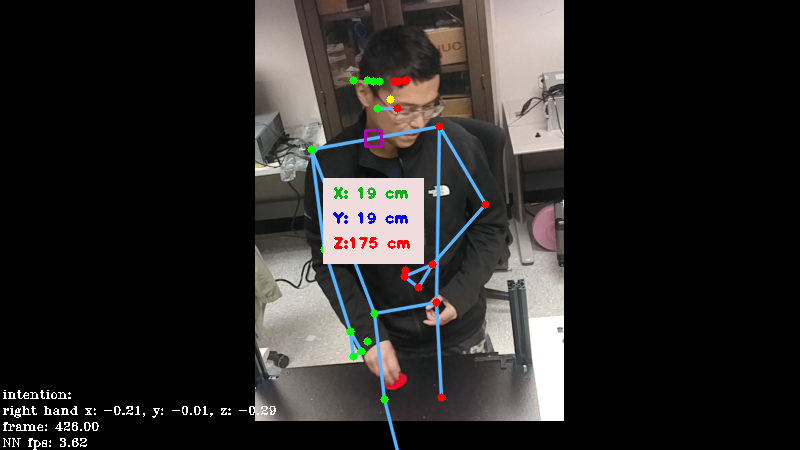 UC
X: 19 cm
Y: 19 cm
Z:175 cm
intention:
right hand x: −0.21, y: −0.01, z: −0.29
frame: 426.00
NN fps: 3.62